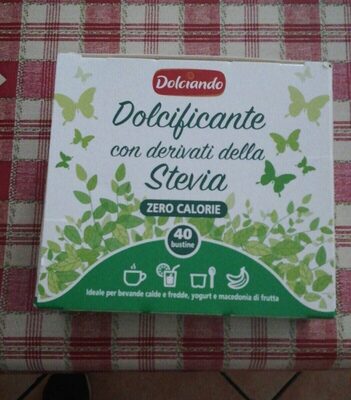 Dolciando
Dolcificante
con derivati della
Stevia
ZERO CALORIE
40
bustine
Ideale per bevande calde e fredde, yogurt e macedonia di frutta